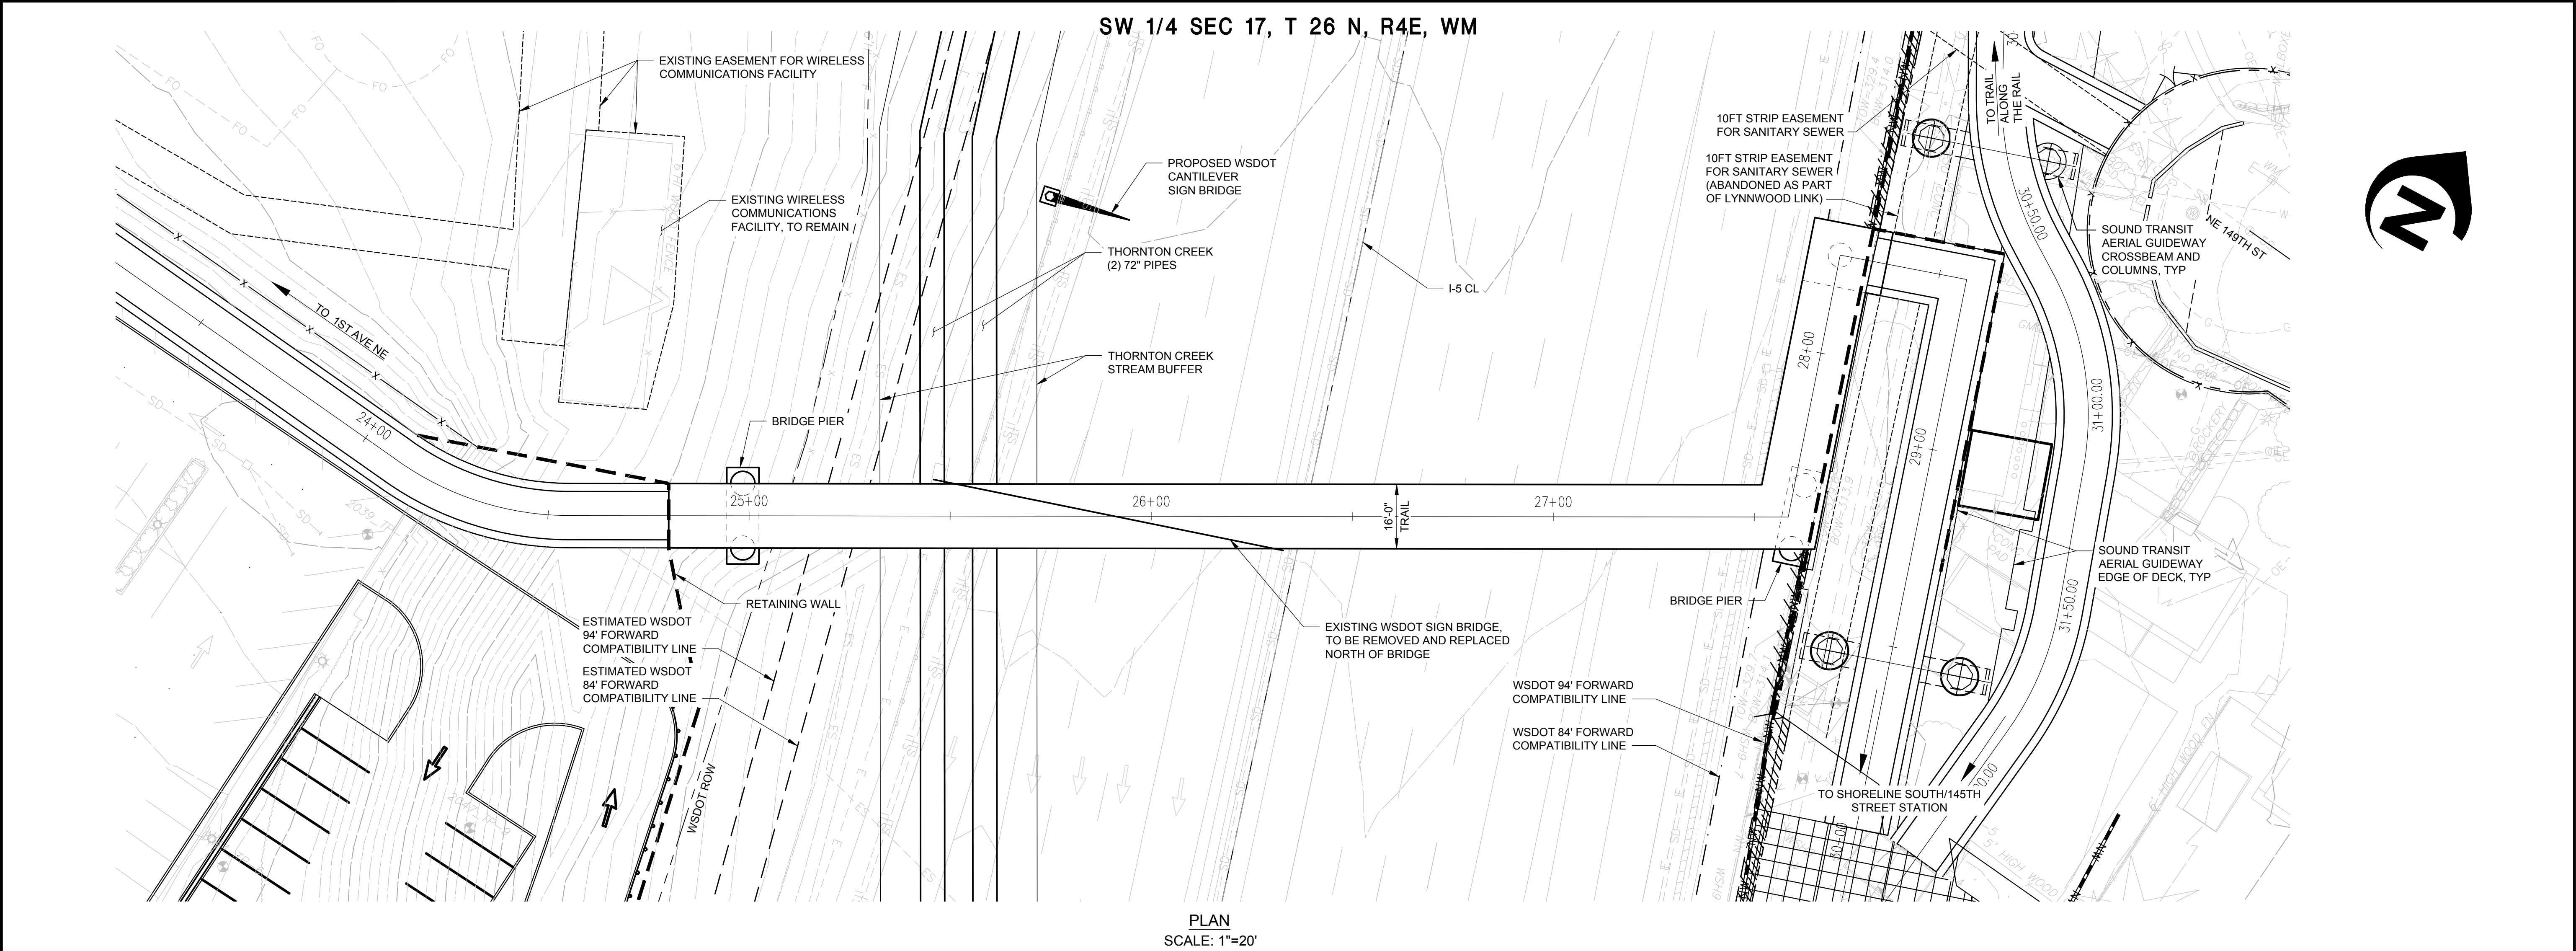 SW 1/4 SEC 17, T 26 N, R4E, WM
EXISTING EASEMENT FOR WIRELESS
COMMUNICATIONS FACILITY
EXISTING WIRELESS
COMMUNICATIONS
FACILITY, TO REMAIN
PROPOSED WSDOT
CANTILEVER
SIGN BRIDGE
THORNTON CREEK
(2) 72" PIPES
THORNTON CREEK
STREAM BUFFER
I-5 CL
10FT STRIP EASEMENT
FOR SANITARY SEWER
10FT STRIP EASEMENT
FOR SANITARY SEWER
(ABANDONED AS PART
OF LYNNWOOD LINK)
TO TRAIL
ALONG
THE RAIL
30+50.00
SOUND TRANSIT
AERIAL GUIDEWAY
CROSSBEAM AND
COLUMNS, TYP
NE 149TH ST
N
TO 1ST AVE NE
24+00
BRIDGE PIER
25+00
26+00
27+00
16'-0"
TRAIL
28+00
29+00
31+00.00
31+50.00
SOUND TRANSIT
AERIAL GUIDEWAY
EDGE OF DECK, TYP
RETAINING WALL
BRIDGE PIER
ESTIMATED WSDOT
94' FORWARD
COMPATIBILITY LINE
ESTIMATED WSDOT
84' FORWARD
COMPATIBILITY LINE
EXISTING WSDOT SIGN BRIDGE,
TO BE REMOVED AND REPLACED
NORTH OF BRIDGE
WSDOT 94' FORWARD
COMPATIBILITY LINE
WSDOT 84' FORWARD
COMPATIBILITY LINE
WSDOT ROW
TO SHORELINE SOUTH/145TH
STREET STATION
30+00
PLAN
SCALE: 1"=20'